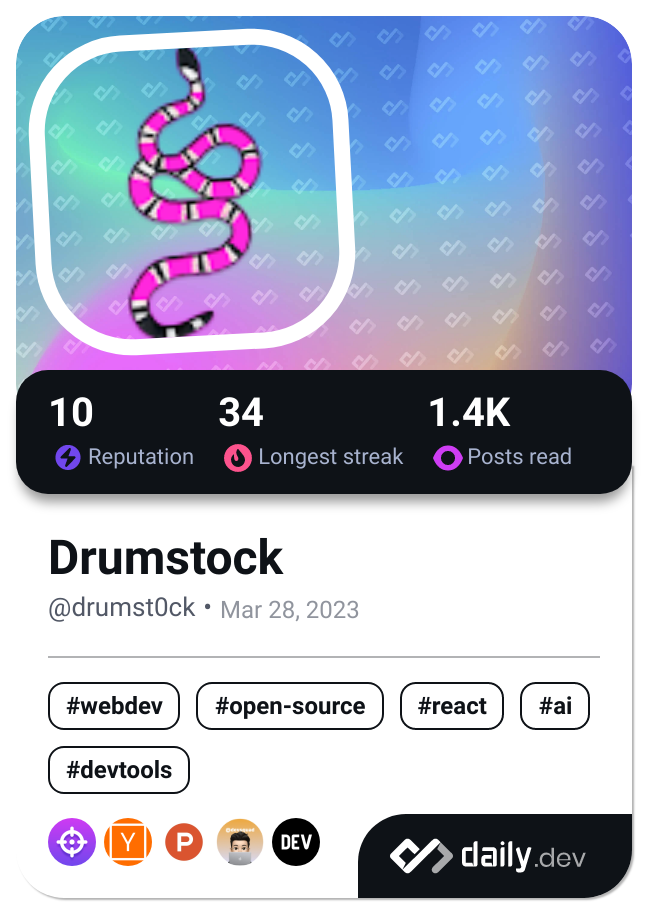 10 34 1.4K
Reputation Longest streak Posts read
Drumstock
@drumst0ck • Mar 28, 2023
#webdev #open-source #react #ai
#devtools
Y P DEV
daily.dev